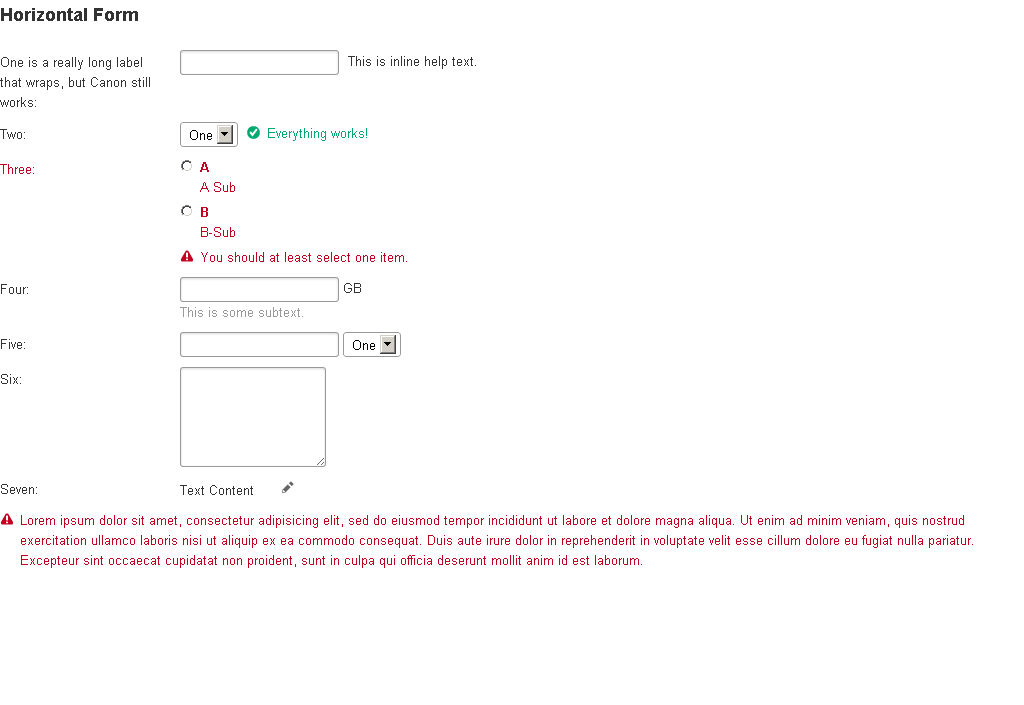 Horizontal Form
One is a really long label
that wraps, but Canon still
works:
This is inline help text.
Two:
One
Everything works!
Three:
A
A Sub
B
B-Sub
You should at least select one item.
Four:
GB
This is some subtext.
Five:
One
Six:
Seven:
Text Content
Lorem ipsum dolor sit amet, consectetur adipisicing elit, sed do eiusmod tempor incididunt ut labore et dolore magna aliqua. Ut enim ad minim veniam, quis nostrud
exercitation ullamco laboris nisi ut aliquip ex ea commodo consequat. Duis aute irure dolor in reprehenderit in voluptate velit esse cillum dolore eu fugiat nulla pariatur.
Excepteur sint occaecat cupidatat non proident, sunt in culpa qui officia deserunt mollit anim id est laborum.